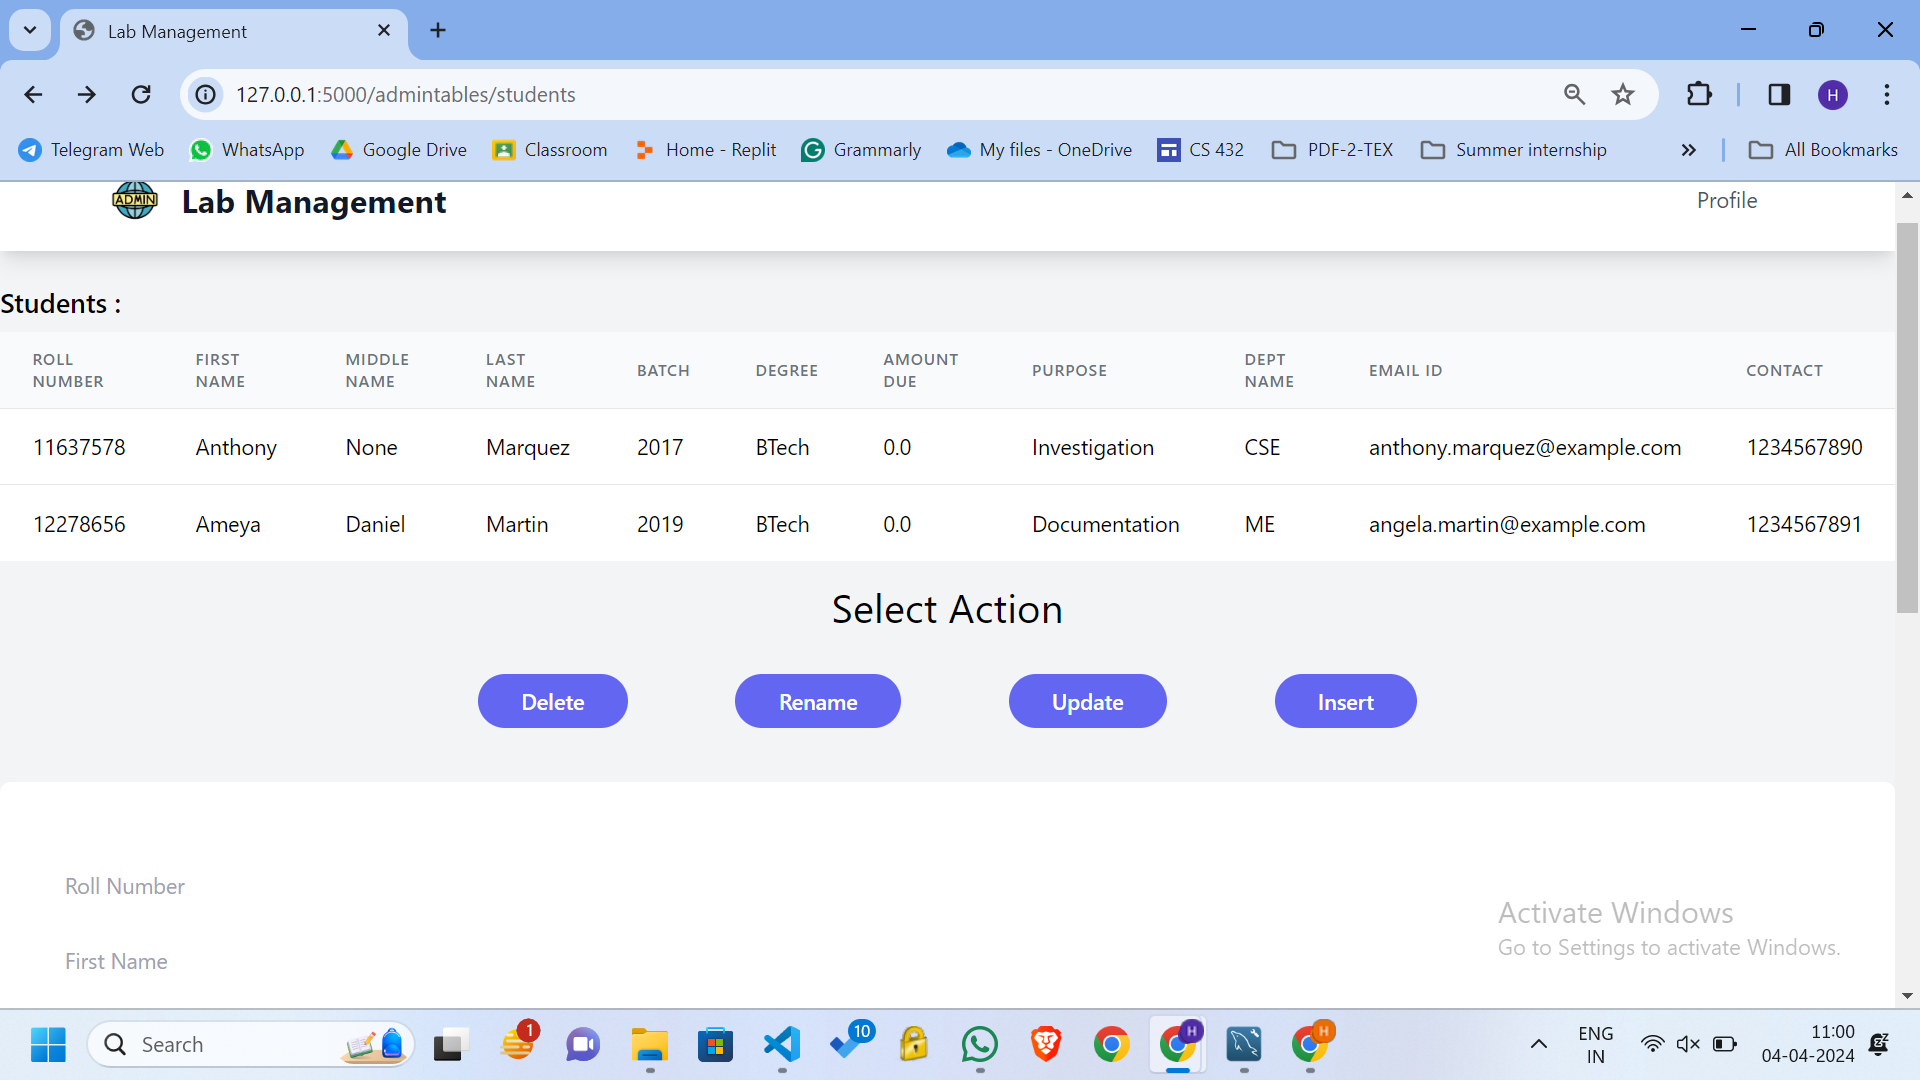 Lab Management
127.0.0.1:5000/admintables/students
H
Telegram Web
WhatsApp
Google Drive
Classroom
Home - Replit
Grammarly
My files - OneDrive
CS 432
PDF-2-TEX
Summer internship
All Bookmarks
ADMIN
Lab Management
Profile
Students :
ROLL NUMBER
FIRST NAME
MIDDLE NAME
LAST NAME
BATCH
DEGREE
AMOUNT DUE
PURPOSE
DEPT NAME
EMAIL ID
CONTACT
11637578 Anthony None Marquez 2017 BTech 0.0 Investigation CSE anthony.marquez@example.com 1234567890
12278656 Ameya Daniel Martin 2019 BTech 0.0 Documentation ME angela.martin@example.com 1234567891
Select Action
Delete Rename Update Insert
Roll Number
First Name
Activate Windows
Go to Settings to activate Windows.
Search
1
10
H
H
ENG
IN
11:00
04-04-2024